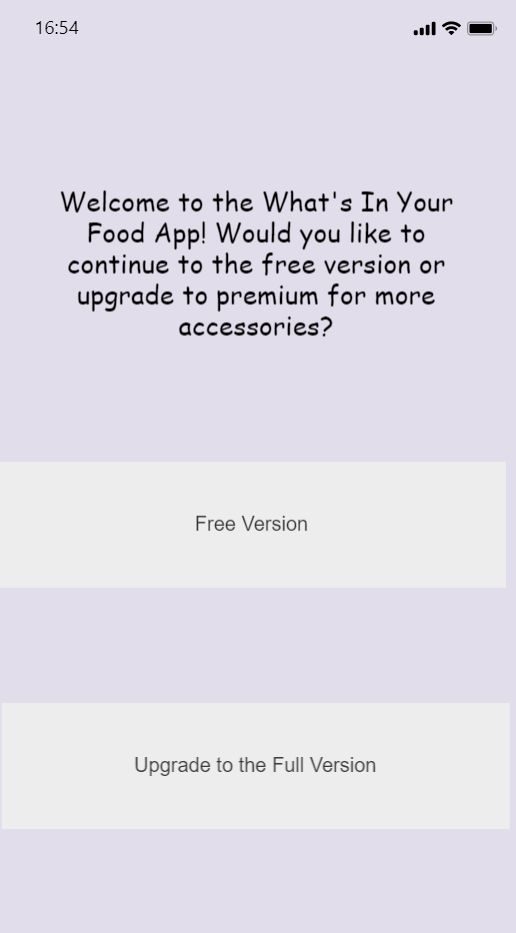 16:54
Welcome to the What's In Your
Food App! Would you like to
continue to the free version or
upgrade to premium for more
accessories?
Free Version
Upgrade to the Full Version